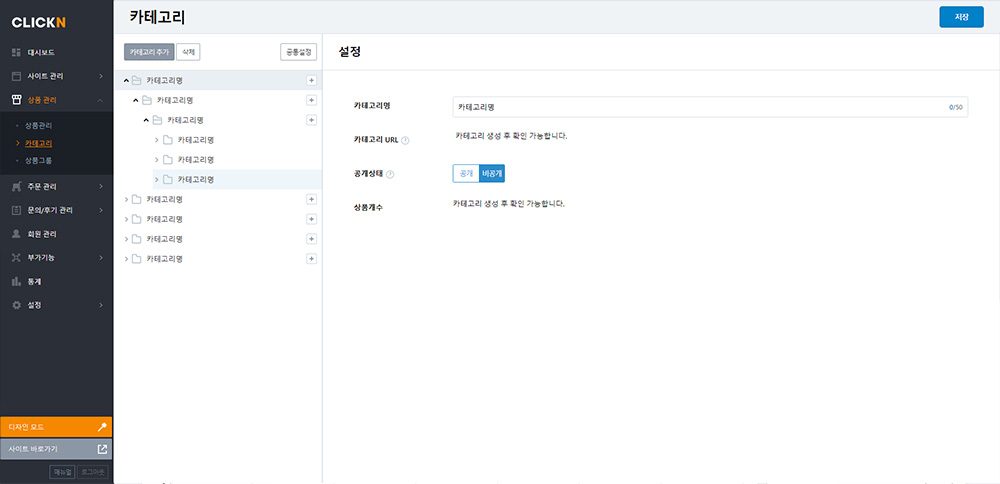 CLICKN
대시보드
사이트 관리
상품 관리
상품관리
카테고리
상품그룹
주문 관리
문의/후기 관리
회원 관리
부가기능
통계
설정
디자인 모드
사이트 바로가기
매뉴얼 로그아웃
카테고리
저장
카테고리 추가 삭제 공통설정
카테고리명
카테고리명
카테고리명
카테고리명
카테고리명
카테고리명
카테고리명
카테고리명
카테고리명
카테고리명
설정
카테고리명 카테고리명 0/50
카테고리 URL ? 카테고리 생성 후 확인 가능합니다.
공개상태 ? 공개 비공개
상품개수 카테고리 생성 후 확인 가능합니다.